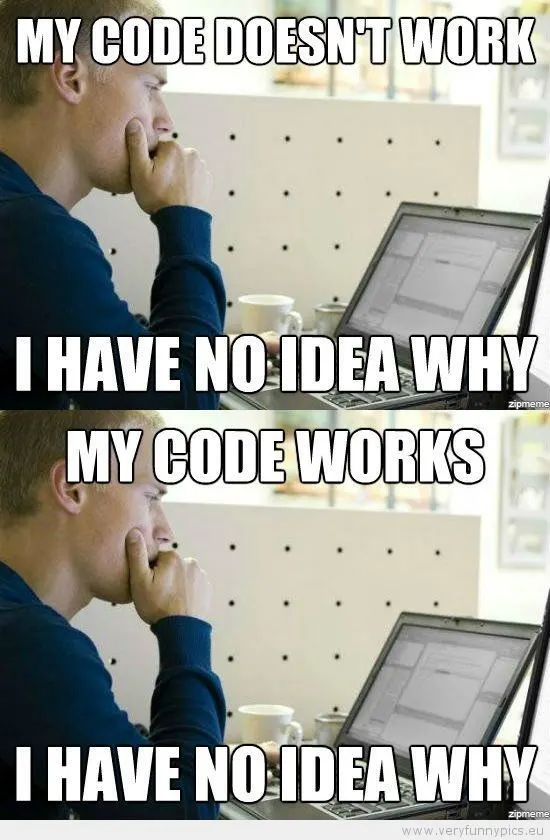 MY CODE DOESN'T WORK
I HAVE NO IDEA WHY
zipmeme
MY CODE WORKS
I HAVE NO IDEA WHY
zipmeme
www.veryfunnypics.eu